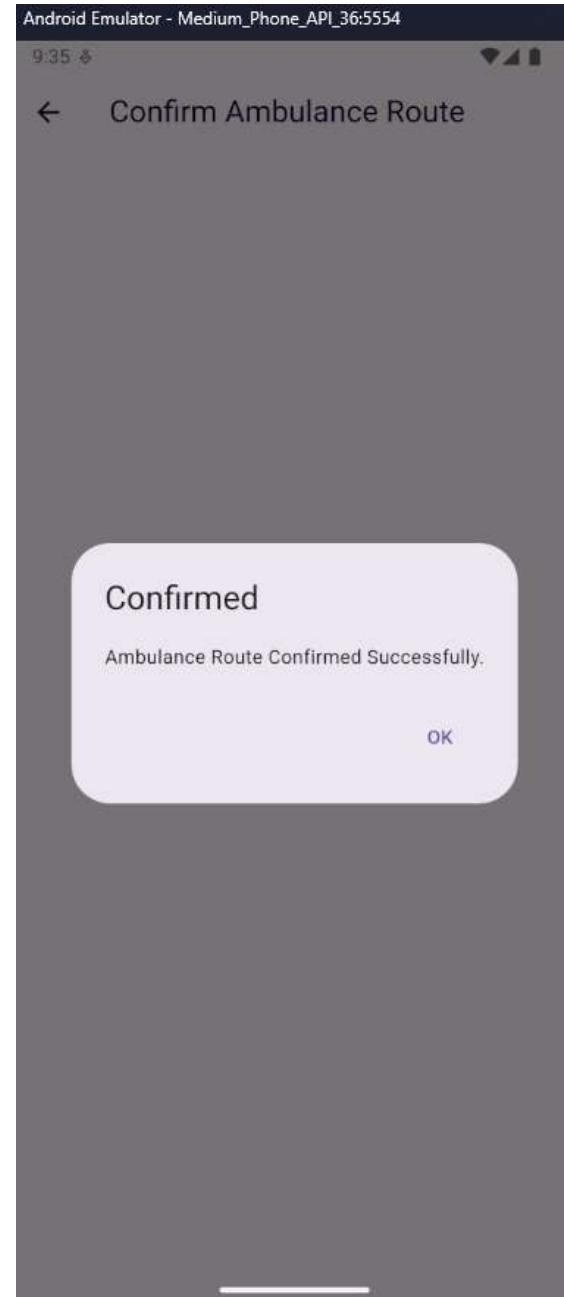 Android Emulator - Medium_Phone_API_36:5554
9:35
Confirm Ambulance Route
Confirmed
Ambulance Route Confirmed Successfully.
OK